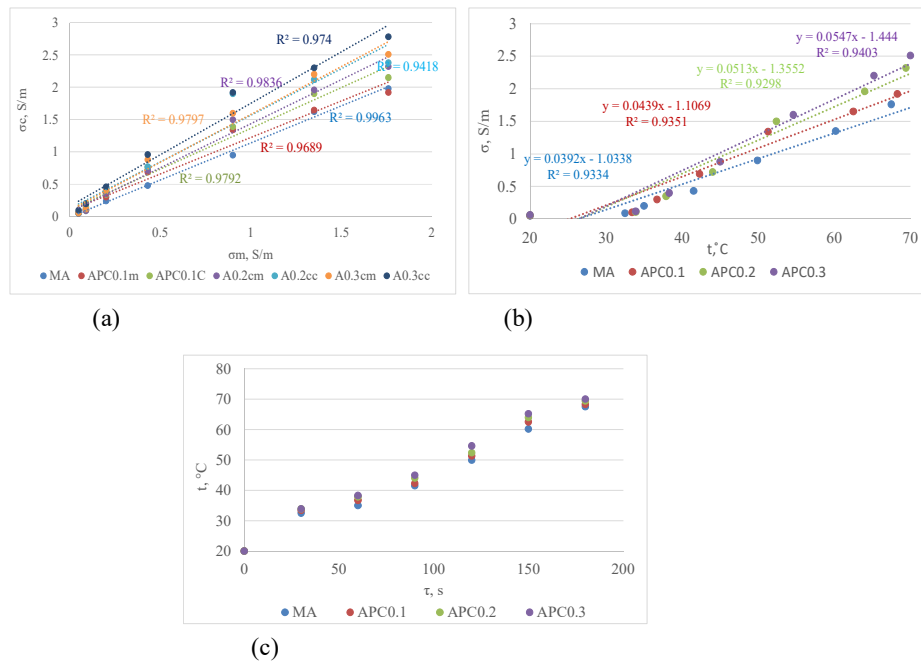 3
2.5
2
1.5
1
0.5
0
σc, S/m
R² = 0.974
R² = 0.9836
R² = 0.9418
R² = 0.9797
R² = 0.9963
R² = 0.9689
R² = 0.9792
0 0.5 1 1.5 2
σm, S/m
MA APC0.1m APC0.1C A0.2cm A0.2cc A0.3cm A0.3cc
(a)
3
2.5
2
1.5
1
0.5
0
σ, S/m
y = 0.0547x - 1.444
R² = 0.9403
y = 0.0513x - 1.3552
R² = 0.9298
y = 0.0439x - 1.1069
R² = 0.9351
y = 0.0392x - 1.0338
R² = 0.9334
20 30 40 50 60 70
t,˚C
MA APC0.1 APC0.2 APC0.3
(b)
80
70
60
50
40
30
20
t, °C
0 50 100 150 200
τ, s
MA APC0.1 APC0.2 APC0.3
(c)